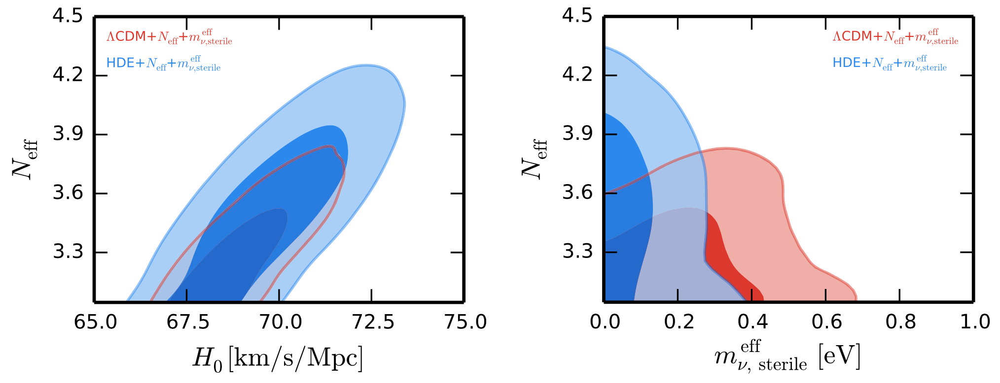 4.5
4.2
3.9
3.6
3.3
N_eff
ΛCDM+N_eff+m^eff_ν,sterile
HDE+N_eff+m^eff_ν,sterile
65.0 67.5 70.0 72.5 75.0
H_0 [km/s/Mpc]
4.5
4.2
3.9
3.6
3.3
N_eff
ΛCDM+N_eff+m^eff_ν,sterile
HDE+N_eff+m^eff_ν,sterile
0.0 0.2 0.4 0.6 0.8 1.0
m^eff_ν, sterile [eV]